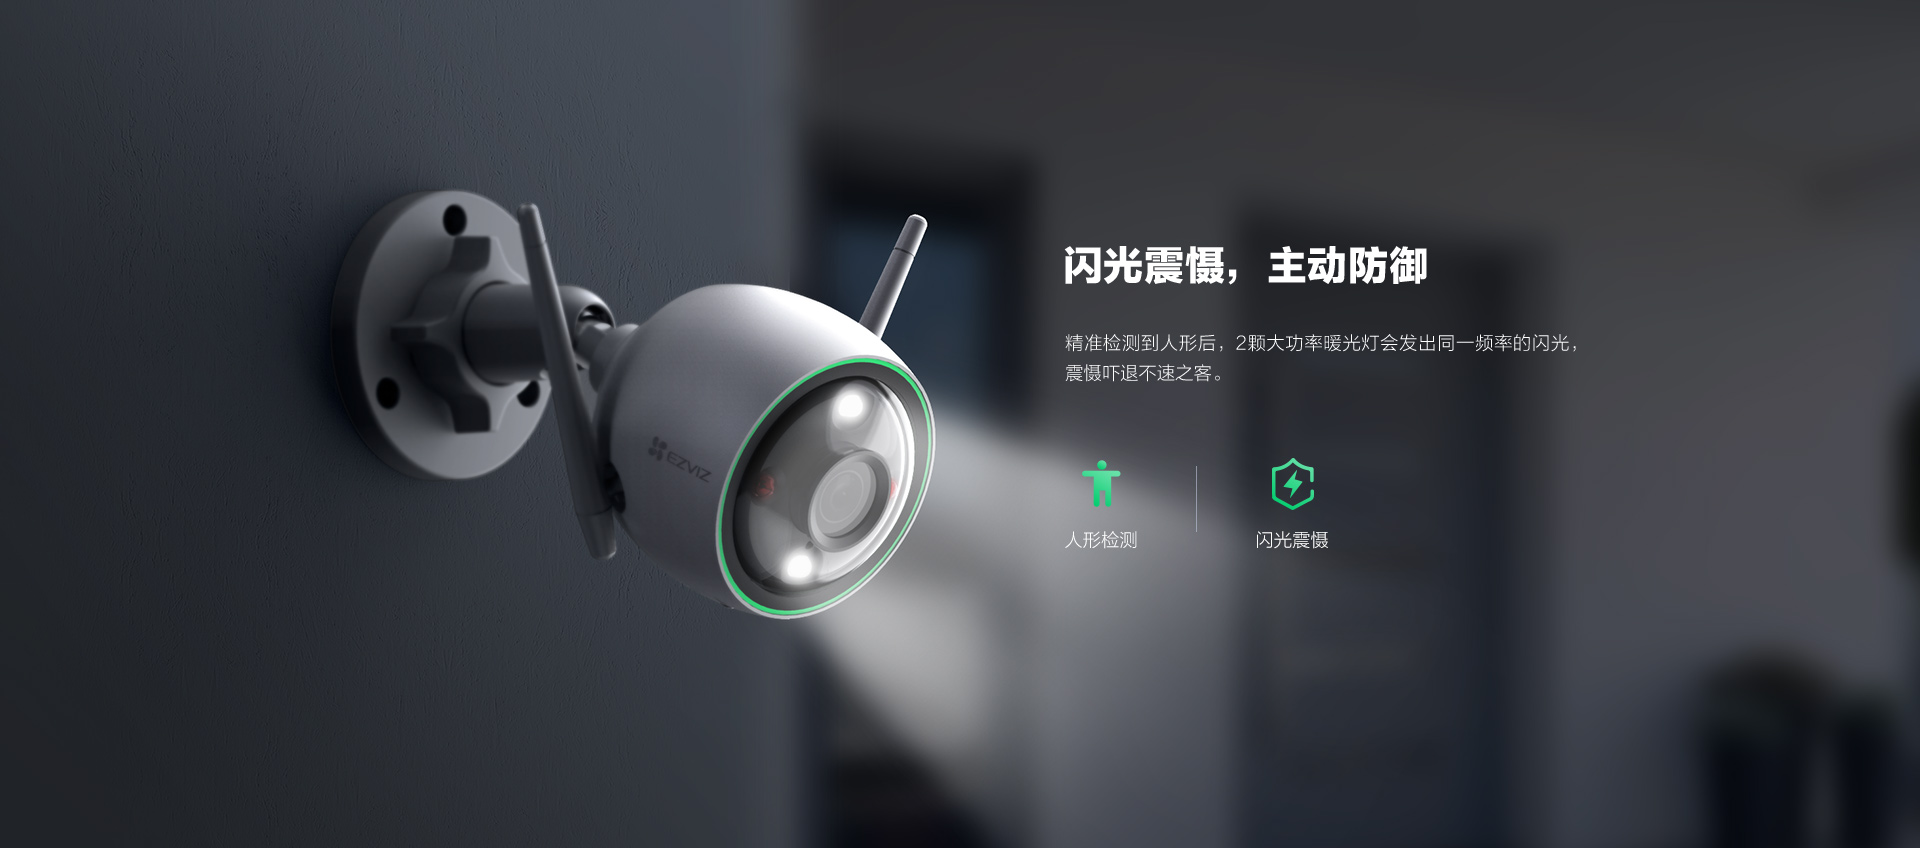 EZVIZ
闪光震慑，主动防御
精准检测到人形后，2颗大功率暖光灯会发出同一频率的闪光，
震慑吓退不速之客。
人形检测
闪光震慑